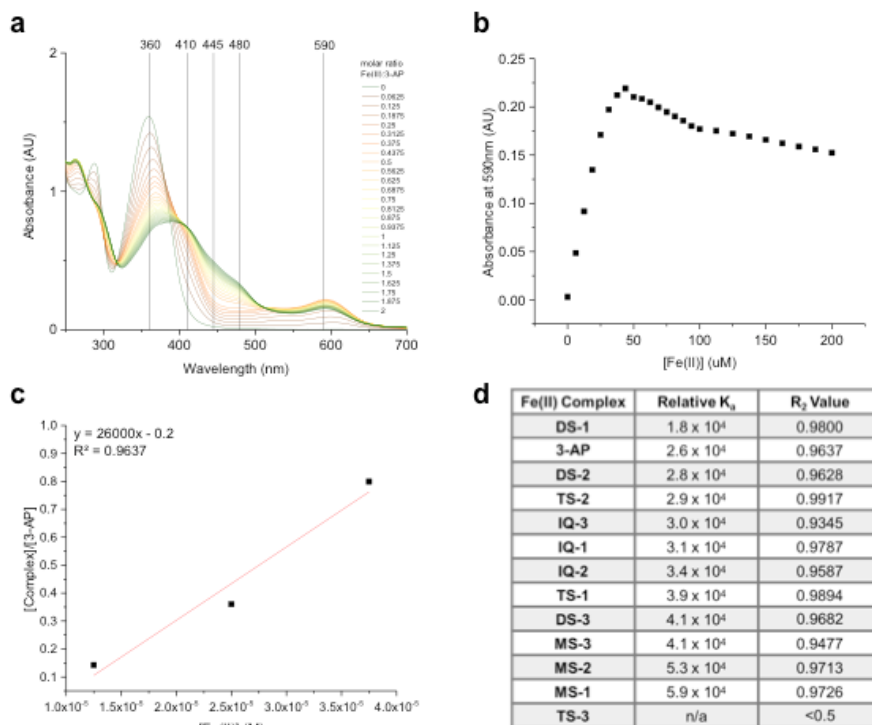 a
360 410 445 480 590
2
1
0
300 400 500 600 700
Absorbance (AU)
Wavelength (nm)
molar ratio
Fe(II):3-AP
0
0.0625
0.125
0.1875
0.25
0.3125
0.375
0.4375
0.5
0.5625
0.625
0.6875
0.75
0.8125
0.875
0.9375
1
1.125
1.25
1.375
1.5
1.625
1.75
1.875
2
b
0.25
0.20
0.15
0.10
0.05
0.00
0 50 100 150 200
Absorbance at 590nm (AU)
[Fe(II)] (uM)
c
y = 26000x - 0.2
R² = 0.9637
1.0
0.9
0.8
0.7
0.6
0.5
0.4
0.3
0.2
0.1
1.0x10⁻⁵ 1.5x10⁻⁵ 2.0x10⁻⁵ 2.5x10⁻⁵ 3.0x10⁻⁵ 3.5x10⁻⁵ 4.0x10⁻⁵
[Complex]/[3-AP]
d
Fe(II) Complex Relative Kₐ R₂ Value
DS-1 1.8 x 10⁴ 0.9800
3-AP 2.6 x 10⁴ 0.9637
DS-2 2.8 x 10⁴ 0.9628
TS-2 2.9 x 10⁴ 0.9917
IQ-3 3.0 x 10⁴ 0.9345
IQ-1 3.1 x 10⁴ 0.9787
IQ-2 3.4 x 10⁴ 0.9587
TS-1 3.9 x 10⁴ 0.9894
DS-3 4.1 x 10⁴ 0.9682
MS-3 4.1 x 10⁴ 0.9477
MS-2 5.3 x 10⁴ 0.9713
MS-1 5.9 x 10⁴ 0.9726
TS-3 n/a <0.5